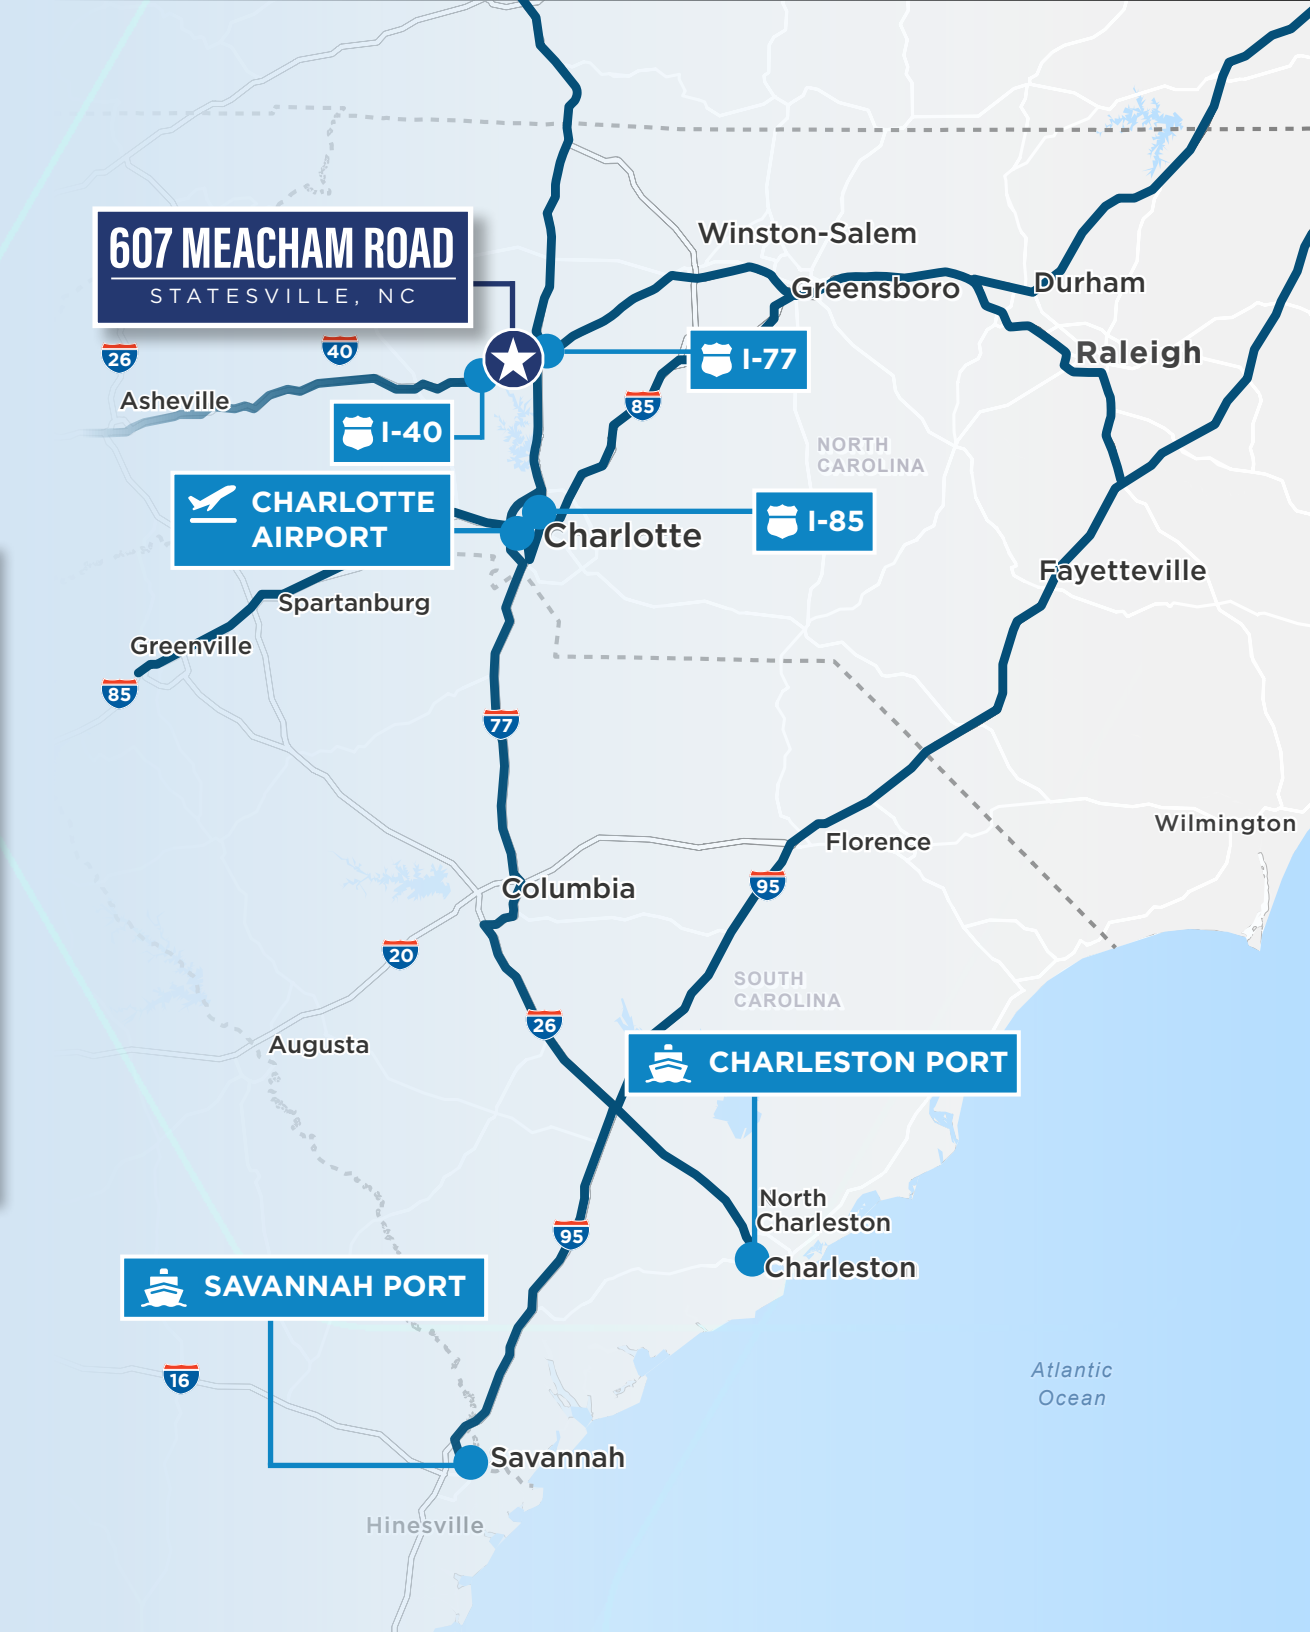 607 MEACHAM ROAD
STATESVILLE, NC
Winston-Salem
Greensboro
Durham
Raleigh
26
40
I-77
Asheville
85
I-40
NORTH
CAROLINA
CHARLOTTE
AIRPORT
I-85
Charlotte
Fayetteville
Spartanburg
Greenville
85
77
Wilmington
Florence
95
Columbia
20
SOUTH
CAROLINA
26
Augusta
CHARLESTON PORT
North
Charleston
95
Charleston
SAVANNAH PORT
16
Atlantic
Ocean
Savannah
Hinesville